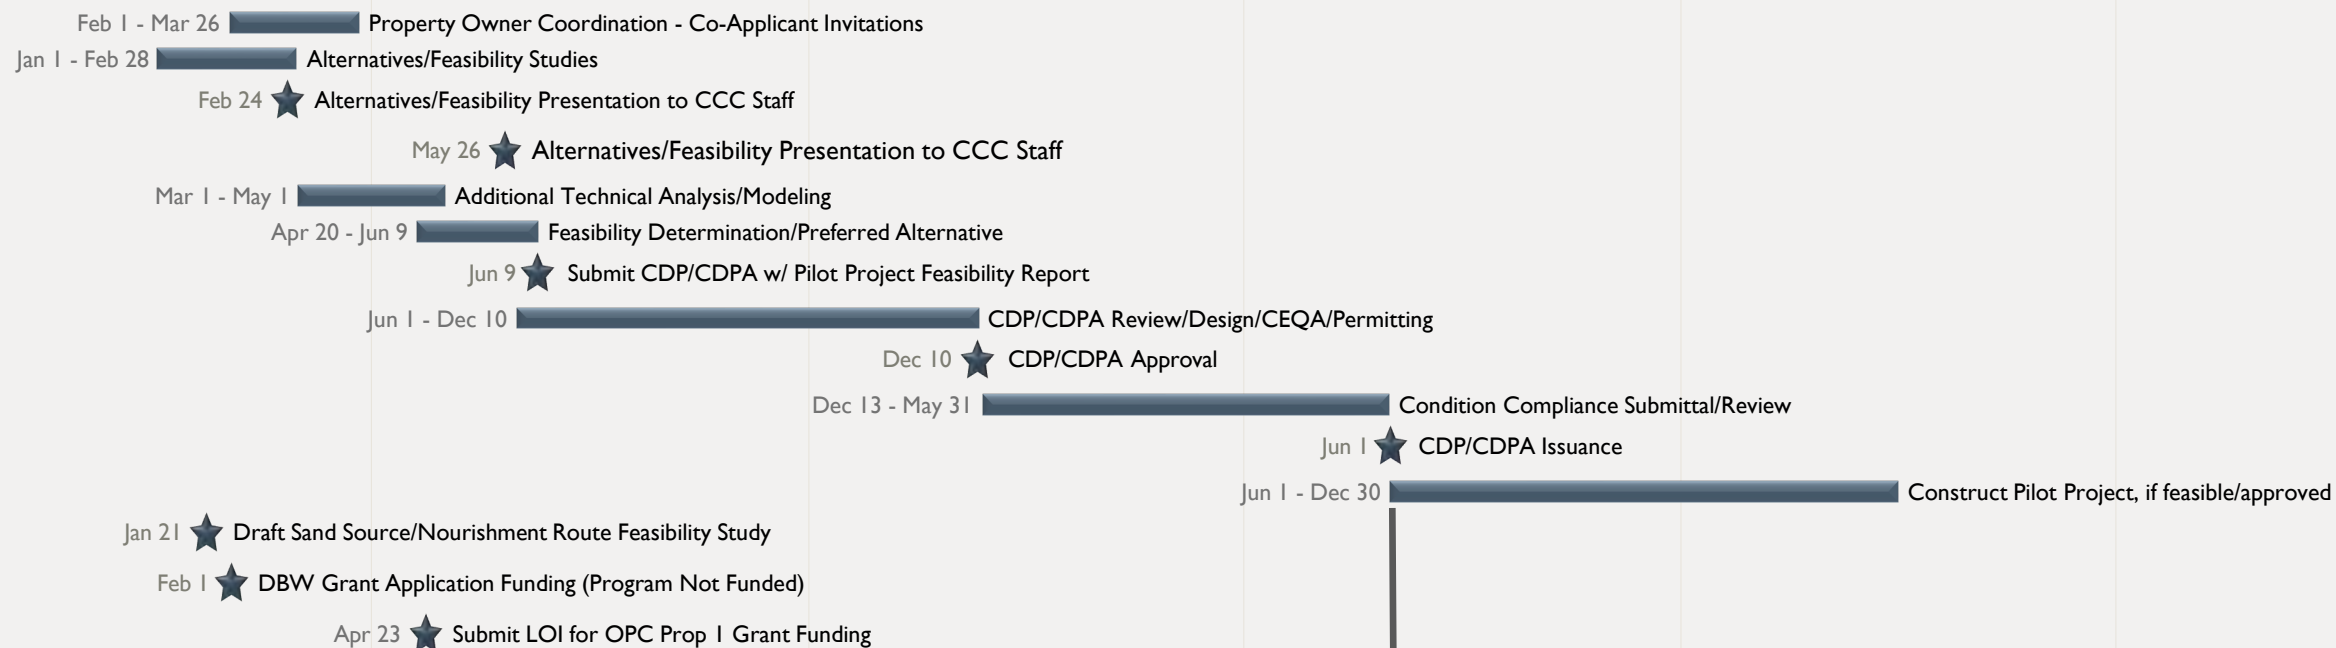 Feb 1 - Mar 26 Property Owner Coordination - Co-Applicant Invitations
Jan 1 - Feb 28 Alternatives/Feasibility Studies
Feb 24 Alternatives/Feasibility Presentation to CCC Staff
May 26 Alternatives/Feasibility Presentation to CCC Staff
Mar 1 - May 1 Additional Technical Analysis/Modeling
Apr 20 - Jun 9 Feasibility Determination/Preferred Alternative
Jun 9 Submit CDP/CDPA w/ Pilot Project Feasibility Report
Jun 1 - Dec 10 CDP/CDPA Review/Design/CEQA/Permitting
Dec 10 CDP/CDPA Approval
Dec 13 - May 31 Condition Compliance Submittal/Review
Jun 1 CDP/CDPA Issuance
Jun 1 - Dec 30 Construct Pilot Project, if feasible/approved
Jan 21 Draft Sand Source/Nourishment Route Feasibility Study
Feb 1 DBW Grant Application Funding (Program Not Funded)
Apr 23 Submit LOI for OPC Prop 1 Grant Funding